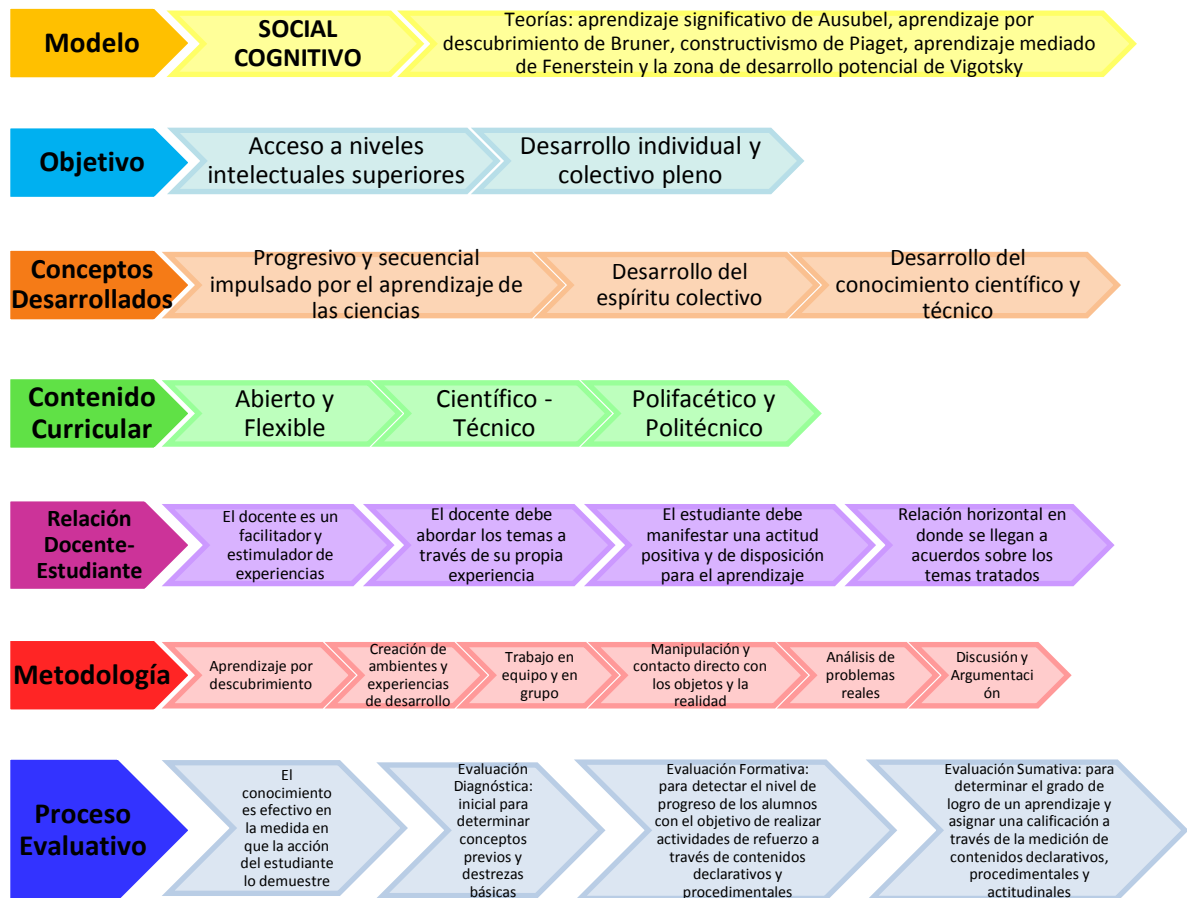 Modelo
SOCIAL
COGNITIVO
Teorías: aprendizaje significativo de Ausubel, aprendizaje por
descubrimiento de Bruner, constructivismo de Piaget, aprendizaje mediado
de Fenerstein y la zona de desarrollo potencial de Vigotsky
Objetivo
Acceso a niveles
intelectuales superiores
Desarrollo individual y
colectivo pleno
Conceptos
Desarrollados
Progresivo y secuencial
impulsado por el aprendizaje de
las ciencias
Desarrollo del
espíritu colectivo
Desarrollo del
conocimiento científico y
técnico
Contenido
Curricular
Abierto y
Flexible
Científico -
Técnico
Polifacético y
Politécnico
Relación
Docente-
Estudiante
El docente es un
facilitador y
estimulador de
experiencias
El docente debe
abordar los temas a
través de su propia
experiencia
El estudiante debe
manifestar una actitud
positiva y de disposición
para el aprendizaje
Relación horizontal en
donde se llegan a
acuerdos sobre los
temas tratados
Metodología
Aprendizaje por
descubrimiento
Creación de
ambientes y
experiencias
de desarrollo
Trabajo en
equipo y en
grupo
Manipulación y
contacto directo con
los objetos y la
realidad
Análisis de
problemas
reales
Discusión y
Argumentaci
ón
Proceso
Evaluativo
El
conocimiento
es efectivo en
la medida en
que la acción
del estudiante
lo demuestre
Evaluación
Diagnóstica:
inicial para
determinar
conceptos
previos y
destrezas
básicas
Evaluación Formativa:
para detectar el nivel de
progreso de los alumnos
con el objetivo de realizar
actividades de refuerzo a
través de contenidos
declarativos y
procedimentales
Evaluación Sumativa: para
determinar el grado de
logro de un aprendizaje y
asignar una calificación a
través de la medición de
contenidos declarativos,
procedimentales y
actitudinales